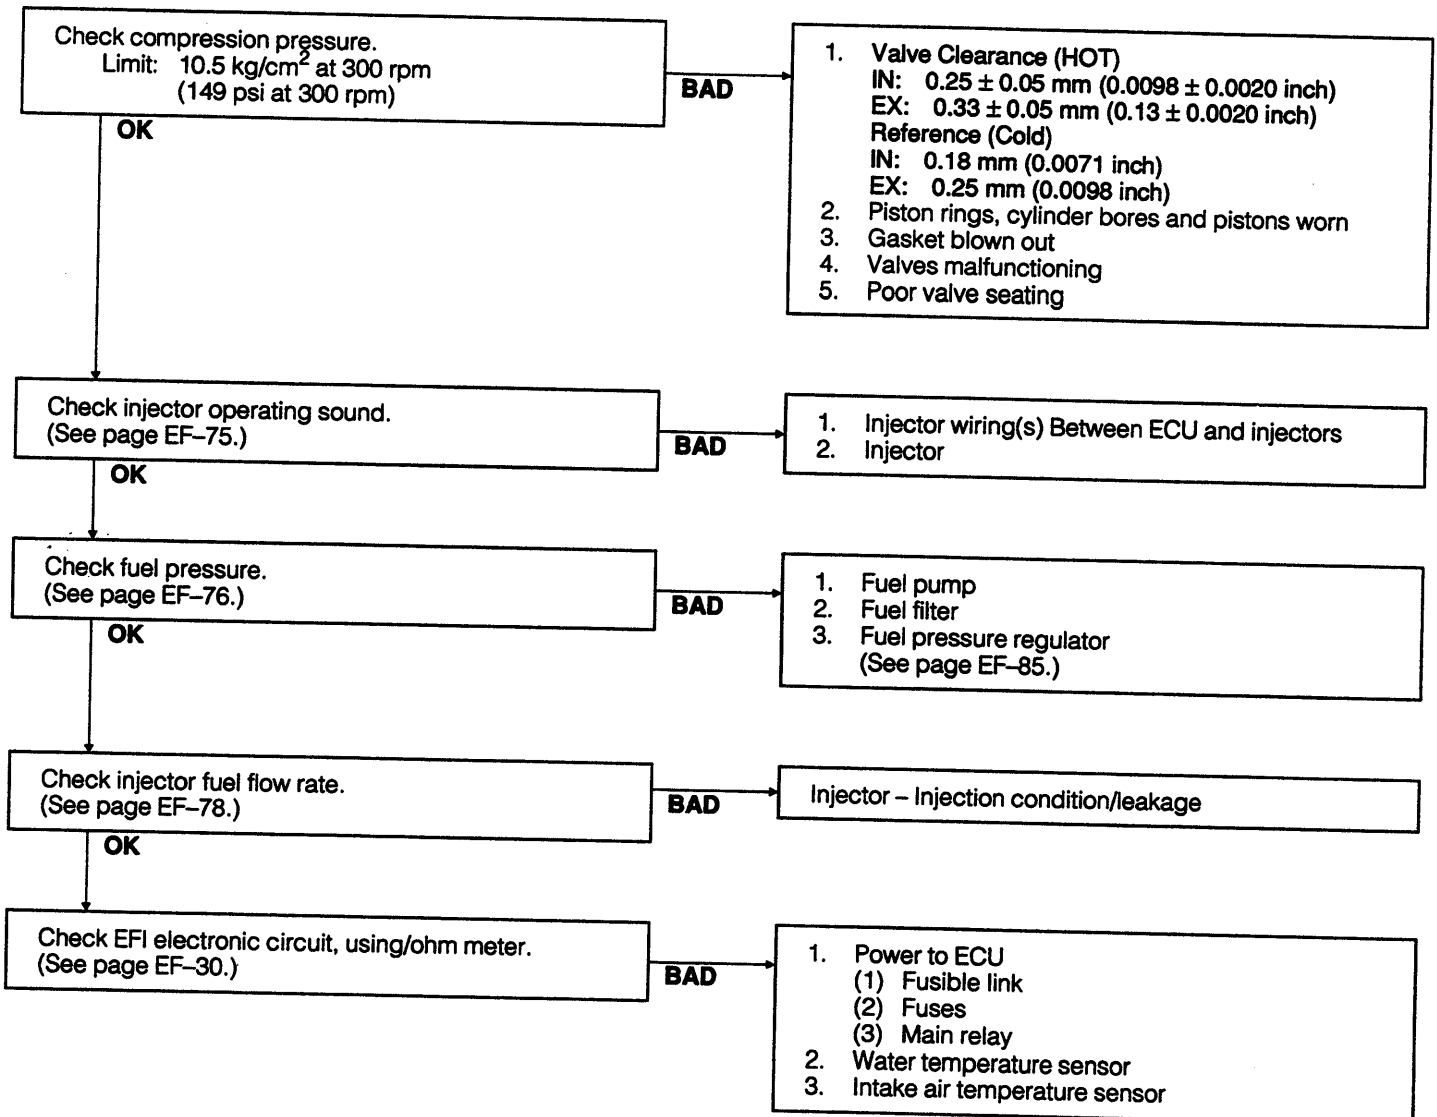 Check compression pressure.
Limit: 10.5 kg/cm² at 300 rpm
(149 psi at 300 rpm)
BAD
OK
1. Valve Clearance (HOT)
IN: 0.25 ± 0.05 mm (0.0098 ± 0.0020 inch)
EX: 0.33 ± 0.05 mm (0.13 ± 0.0020 inch)
Reference (Cold)
IN: 0.18 mm (0.0071 inch)
EX: 0.25 mm (0.0098 inch)
2. Piston rings, cylinder bores and pistons worn
3. Gasket blown out
4. Valves malfunctioning
5. Poor valve seating
Check injector operating sound.
(See page EF–75.)
BAD
OK
1. Injector wiring(s) Between ECU and injectors
2. Injector
Check fuel pressure.
(See page EF–76.)
BAD
OK
1. Fuel pump
2. Fuel filter
3. Fuel pressure regulator
(See page EF–85.)
Check injector fuel flow rate.
(See page EF–78.)
BAD
OK
Injector – Injection condition/leakage
Check EFI electronic circuit, using/ohm meter.
(See page EF–30.)
BAD
1. Power to ECU
(1) Fusible link
(2) Fuses
(3) Main relay
2. Water temperature sensor
3. Intake air temperature sensor